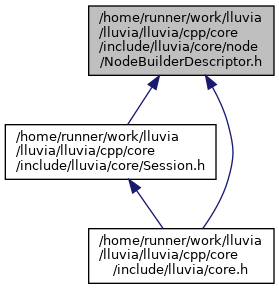 /home/runner/work/lluvia
/lluvia/lluvia/cpp/core
/include/lluvia/core/node
/NodeBuilderDescriptor.h
/home/runner/work/lluvia
/lluvia/lluvia/cpp/core
/include/lluvia/core/Session.h
/home/runner/work/lluvia
/lluvia/lluvia/cpp/core
/include/lluvia/core.h